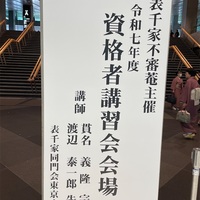 表千家不審菴主催
令和七年度
資格者講習会会場
講師
貫名 義隆
渡辺 泰一郎
表千家同門会東京